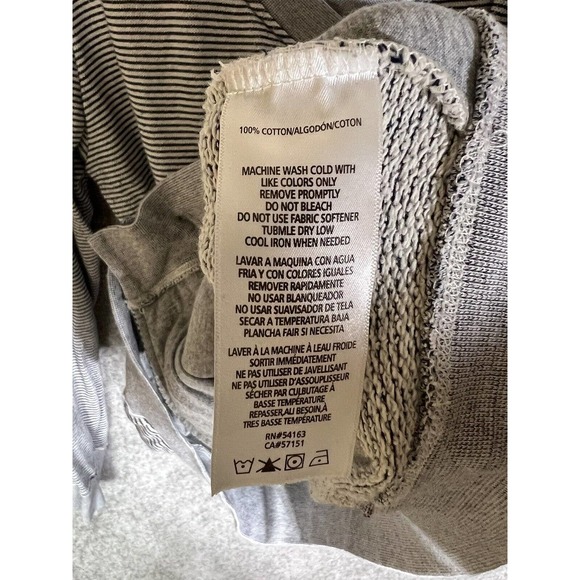 100% COTTON/ALGODÓN/COTON
MACHINE WASH COLD WITH
LIKE COLORS ONLY
REMOVE PROMPTLY
DO NOT BLEACH
DO NOT USE FABRIC SOFTENER
TUBMLE DRY LOW
COOL IRON WHEN NEEDED
LAVAR A MAQUINA CON AGUA
FRIA Y CON COLORES IGUALES
REMOVER RAPIDAMENTE
NO USAR BLANQUEADOR
NO USAR SUAVISADOR DE TELA
SECAR A TEMPERATURA BAJA
PLANCHA FAIR SI NECESITA
LAVER À LA MACHINE À LEAU FROIDE
SORTIR IMMÉDIATEMENT
NE PAS UTILISER DE JAVELLISANT
NE PAS UTILISER D'ASSOUPLISSEUR
SÉCHER PAR CULBUTAGE À
BASSE TEMPÉRATURE
REPASSER,ALI BESOIN,À
TRES BASSE TEMPÉRATURE
RN#54163
CA#57151